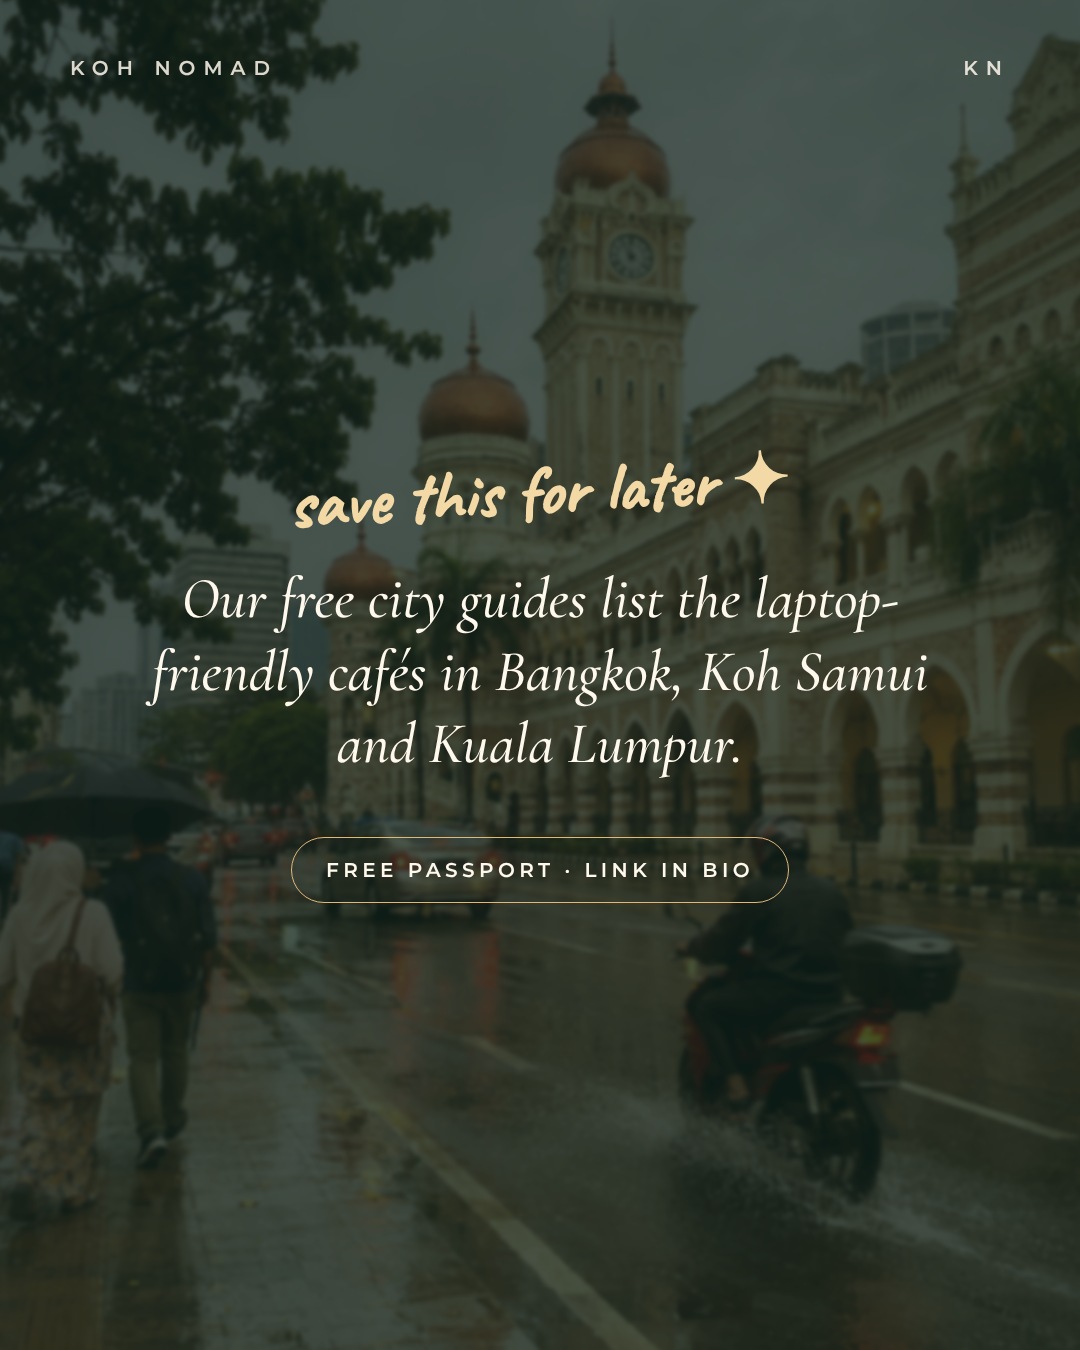 KOH NOMAD
KN
save this for later
Our free city guides list the laptop-
friendly cafés in Bangkok, Koh Samui
and Kuala Lumpur.
FREE PASSPORT · LINK IN BIO